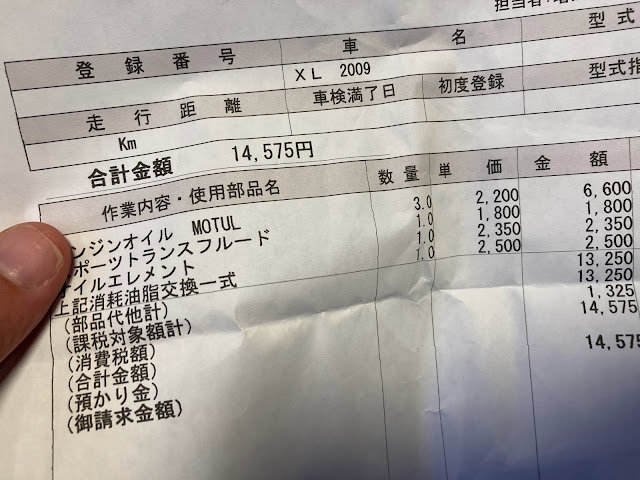 担当者:
登録番号 車名 型式
XL 2009
走行距離 車検満了日 初度登録 型式指
Km
合計金額 14,575円
作業内容・使用部品名 数量 単価 金額
ンジンオイル MOTUL 3.0 2,200 6,600
ポーツトランスフルード 1.0 1,800 1,800
イルエレメント 1.0 2,350 2,350
上記消耗油脂交換一式 1.0 2,500 2,500
(部品代他計) 13,250
(課税対象額計) 13,250
(消費税額) 1,325
(合計金額) 14,575
(預かり金)
(御請求金額) 14,575